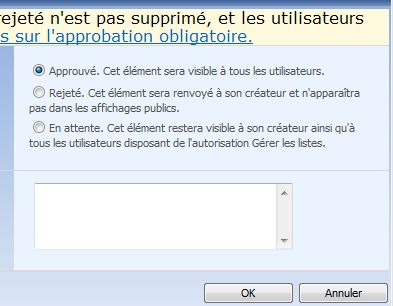 rejeté n'est pas supprimé, et les utilisateurs
s sur l'approbation obligatoire.
Approuvé. Cet élément sera visible à tous les utilisateurs.
Rejeté. Cet élément sera renvoyé à son créateur et n'apparaîtra
pas dans les affichages publics.
En attente. Cet élément restera visible à son créateur ainsi qu'à
tous les utilisateurs disposant de l'autorisation Gérer les listes.
OK
Annuler